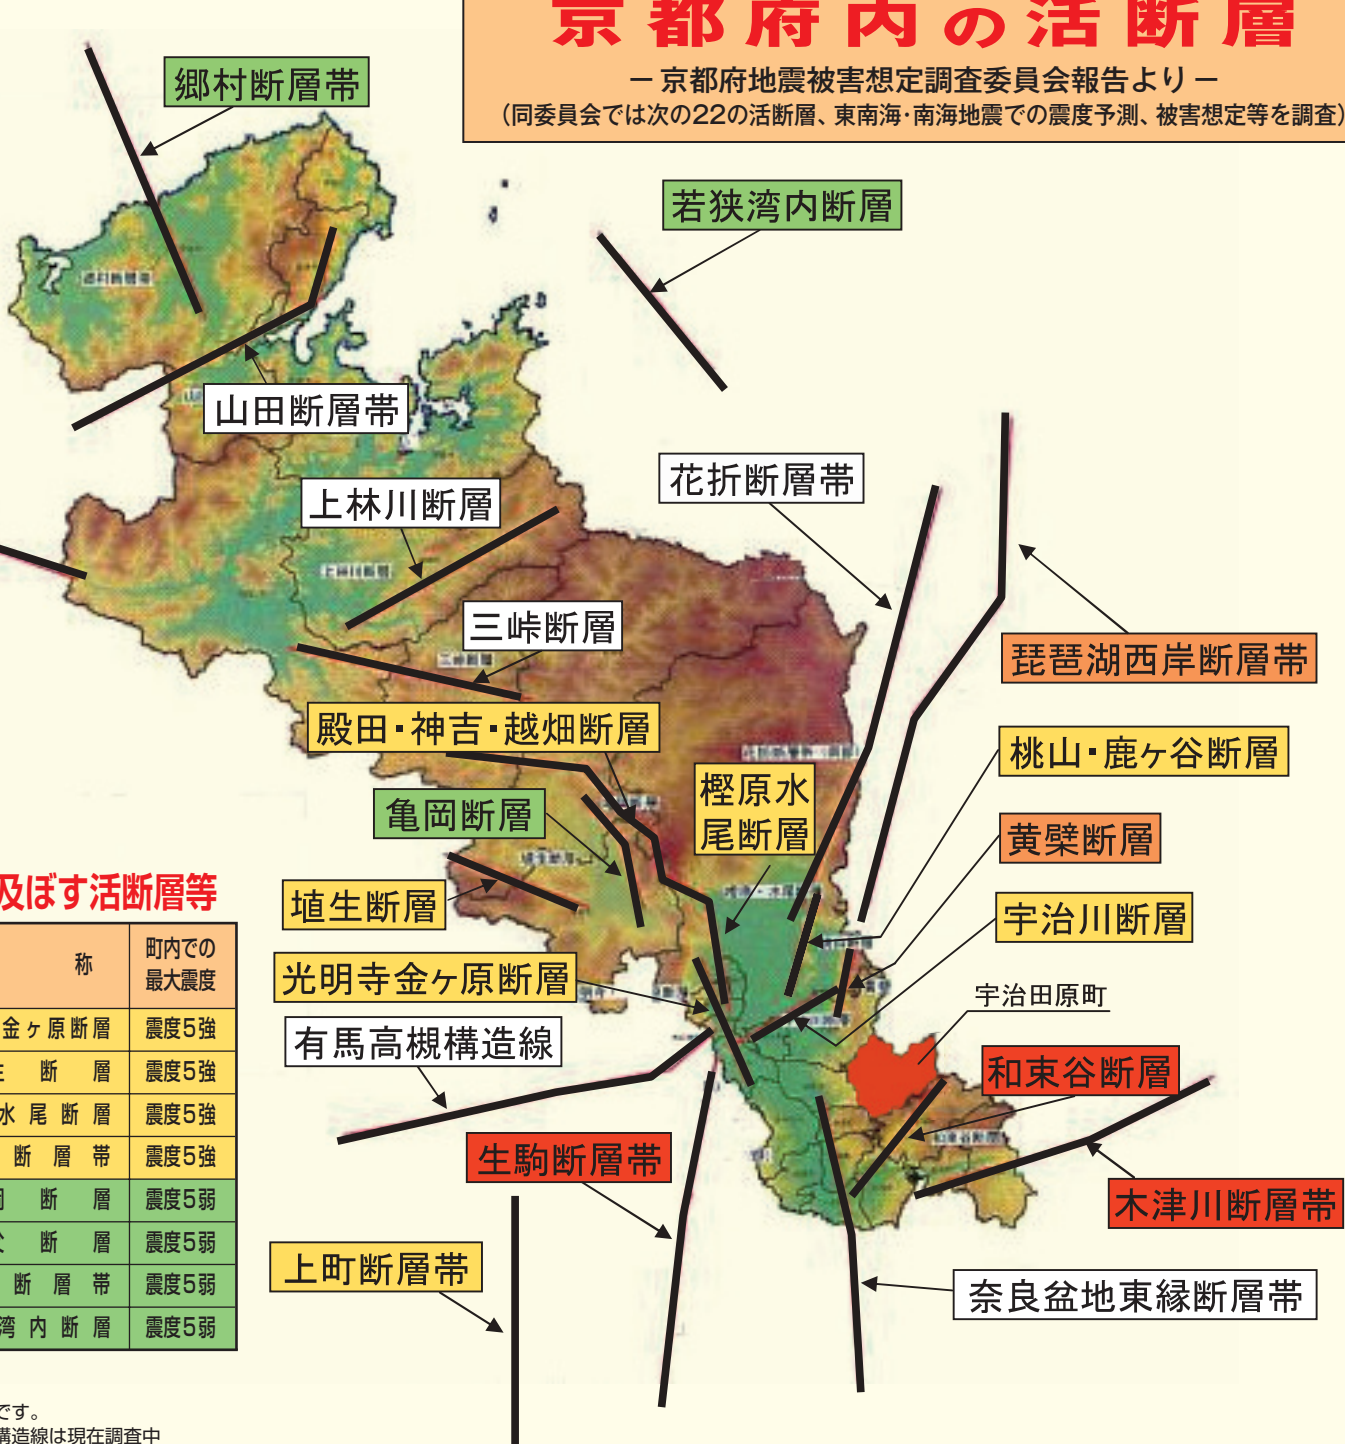 京都府内の活断層
－京都府地震被害想定調査委員会報告より－
（同委員会では次の22の活断層、東南海・南海地震での震度予測、被害想定等を調査）
郷村断層帯
若狭湾内断層
山田断層帯
花折断層帯
上林川断層
三峠断層
琵琶湖西岸断層帯
殿田・神吉・越畑断層
桃山・鹿ヶ谷断層
樫原水
尾断層
亀岡断層
黄檗断層
埴生断層
宇治川断層
光明寺金ヶ原断層
宇治田原町
有馬高槻構造線
和束谷断層
生駒断層帯
木津川断層帯
上町断層帯
奈良盆地東縁断層帯
及ぼす活断層等
称
町内での
最大震度
金ヶ原断層 震度5強
断層 震度5強
水尾断層 震度5強
断層帯 震度5強
断層 震度5弱
断層 震度5弱
断層帯 震度5弱
湾内断層 震度5弱
です。
構造線は現在調査中